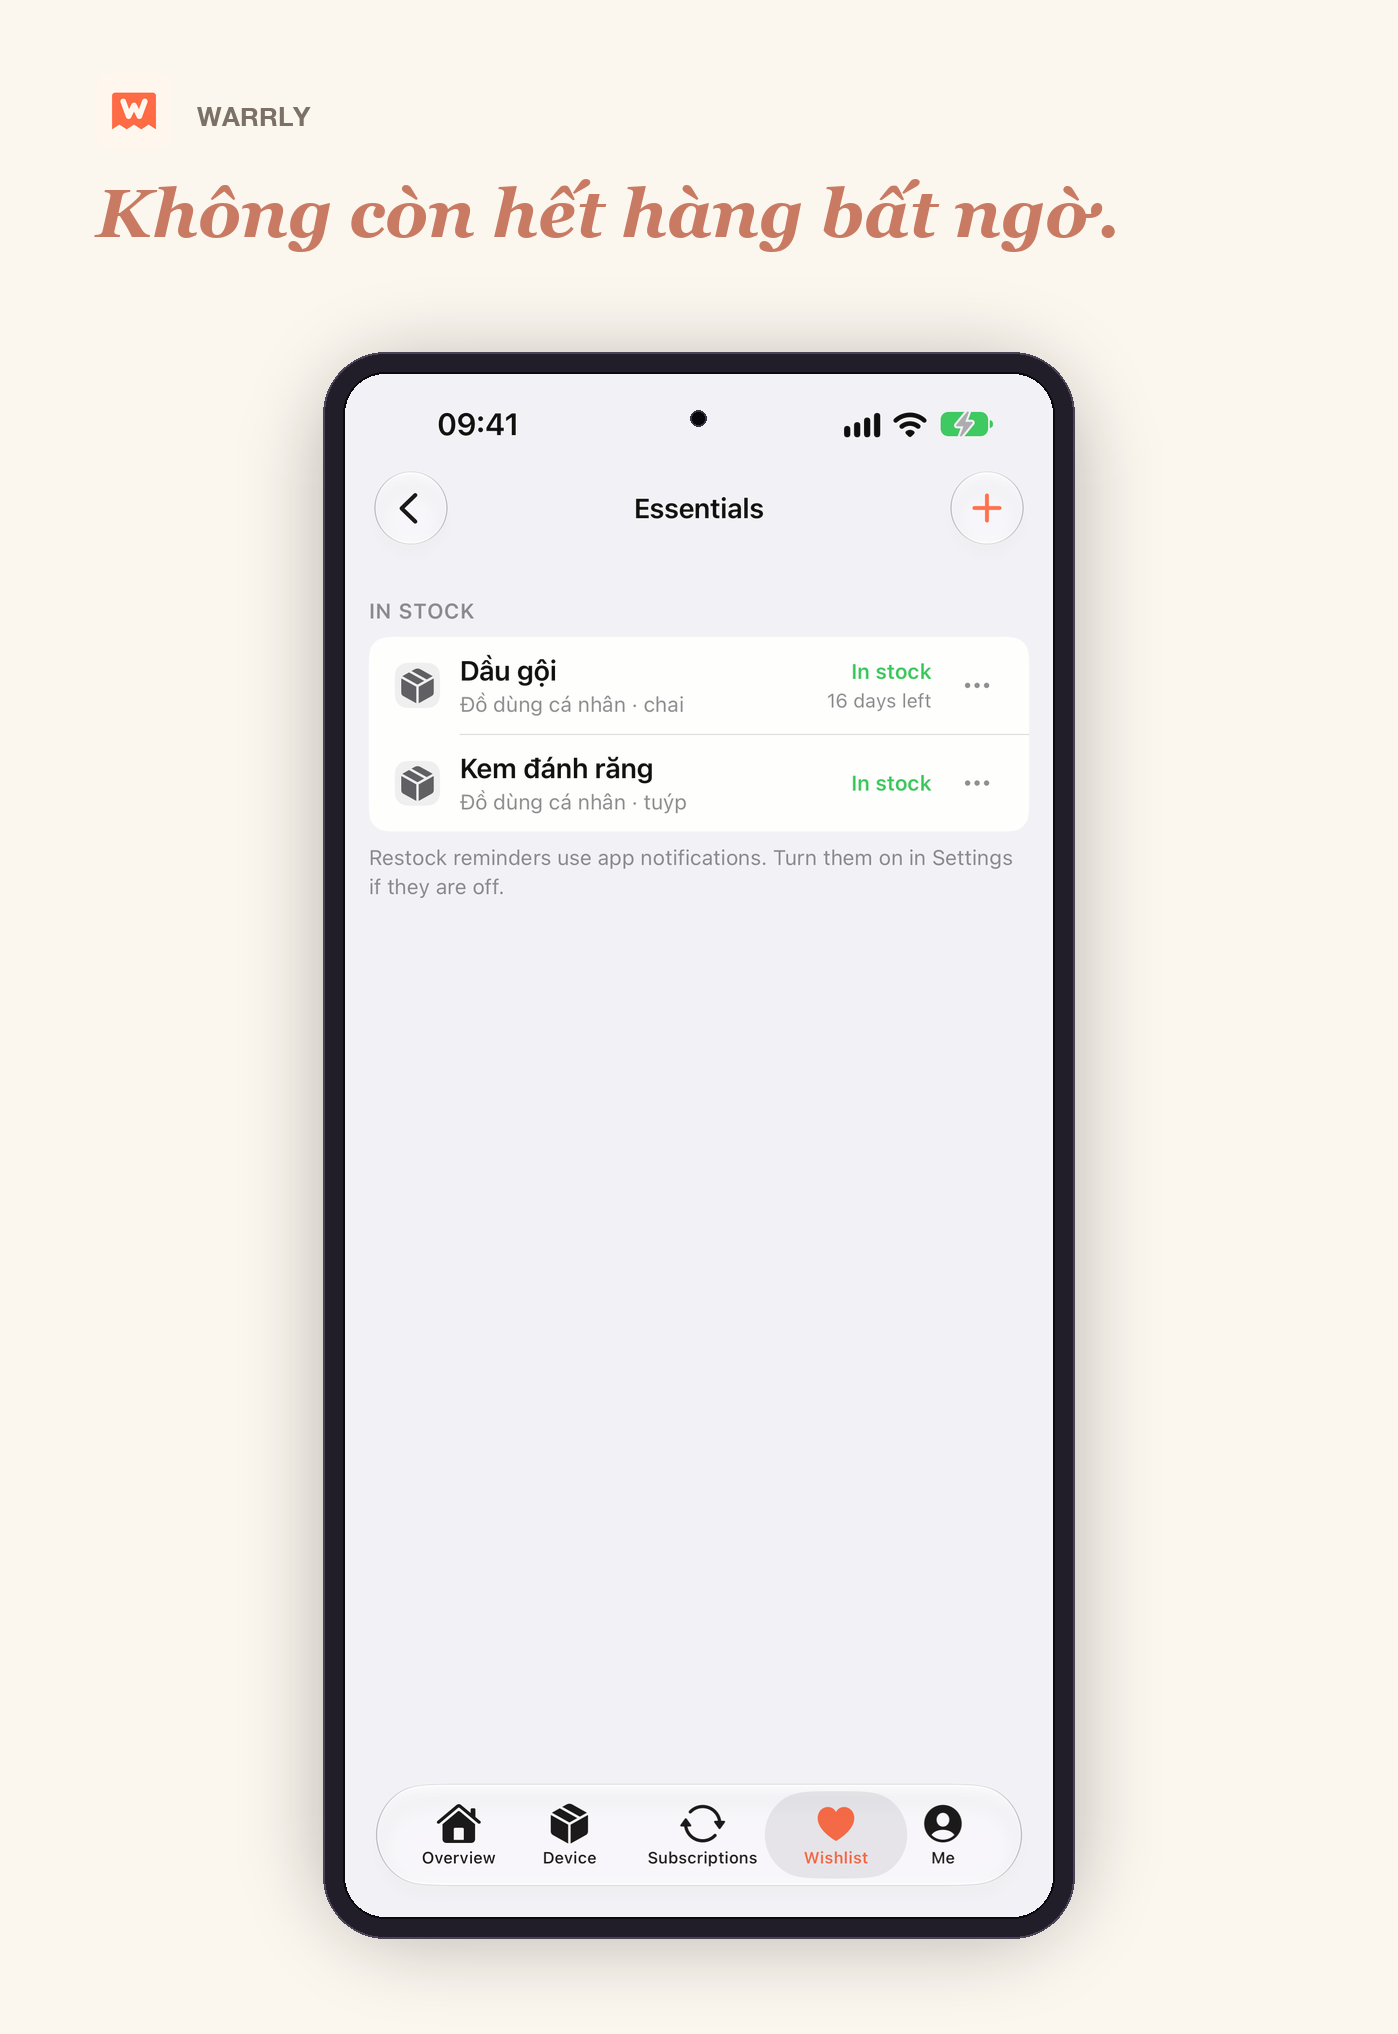 W
WARRLY
Không còn hết hàng bất ngờ.
09:41
Essentials
IN STOCK
Dầu gội
In stock
Đồ dùng cá nhân · chai
16 days left
Kem đánh răng
In stock
Đồ dùng cá nhân · tuýp
Restock reminders use app notifications. Turn them on in Settings
if they are off.
Overview
Device
Subscriptions
Wishlist
Me